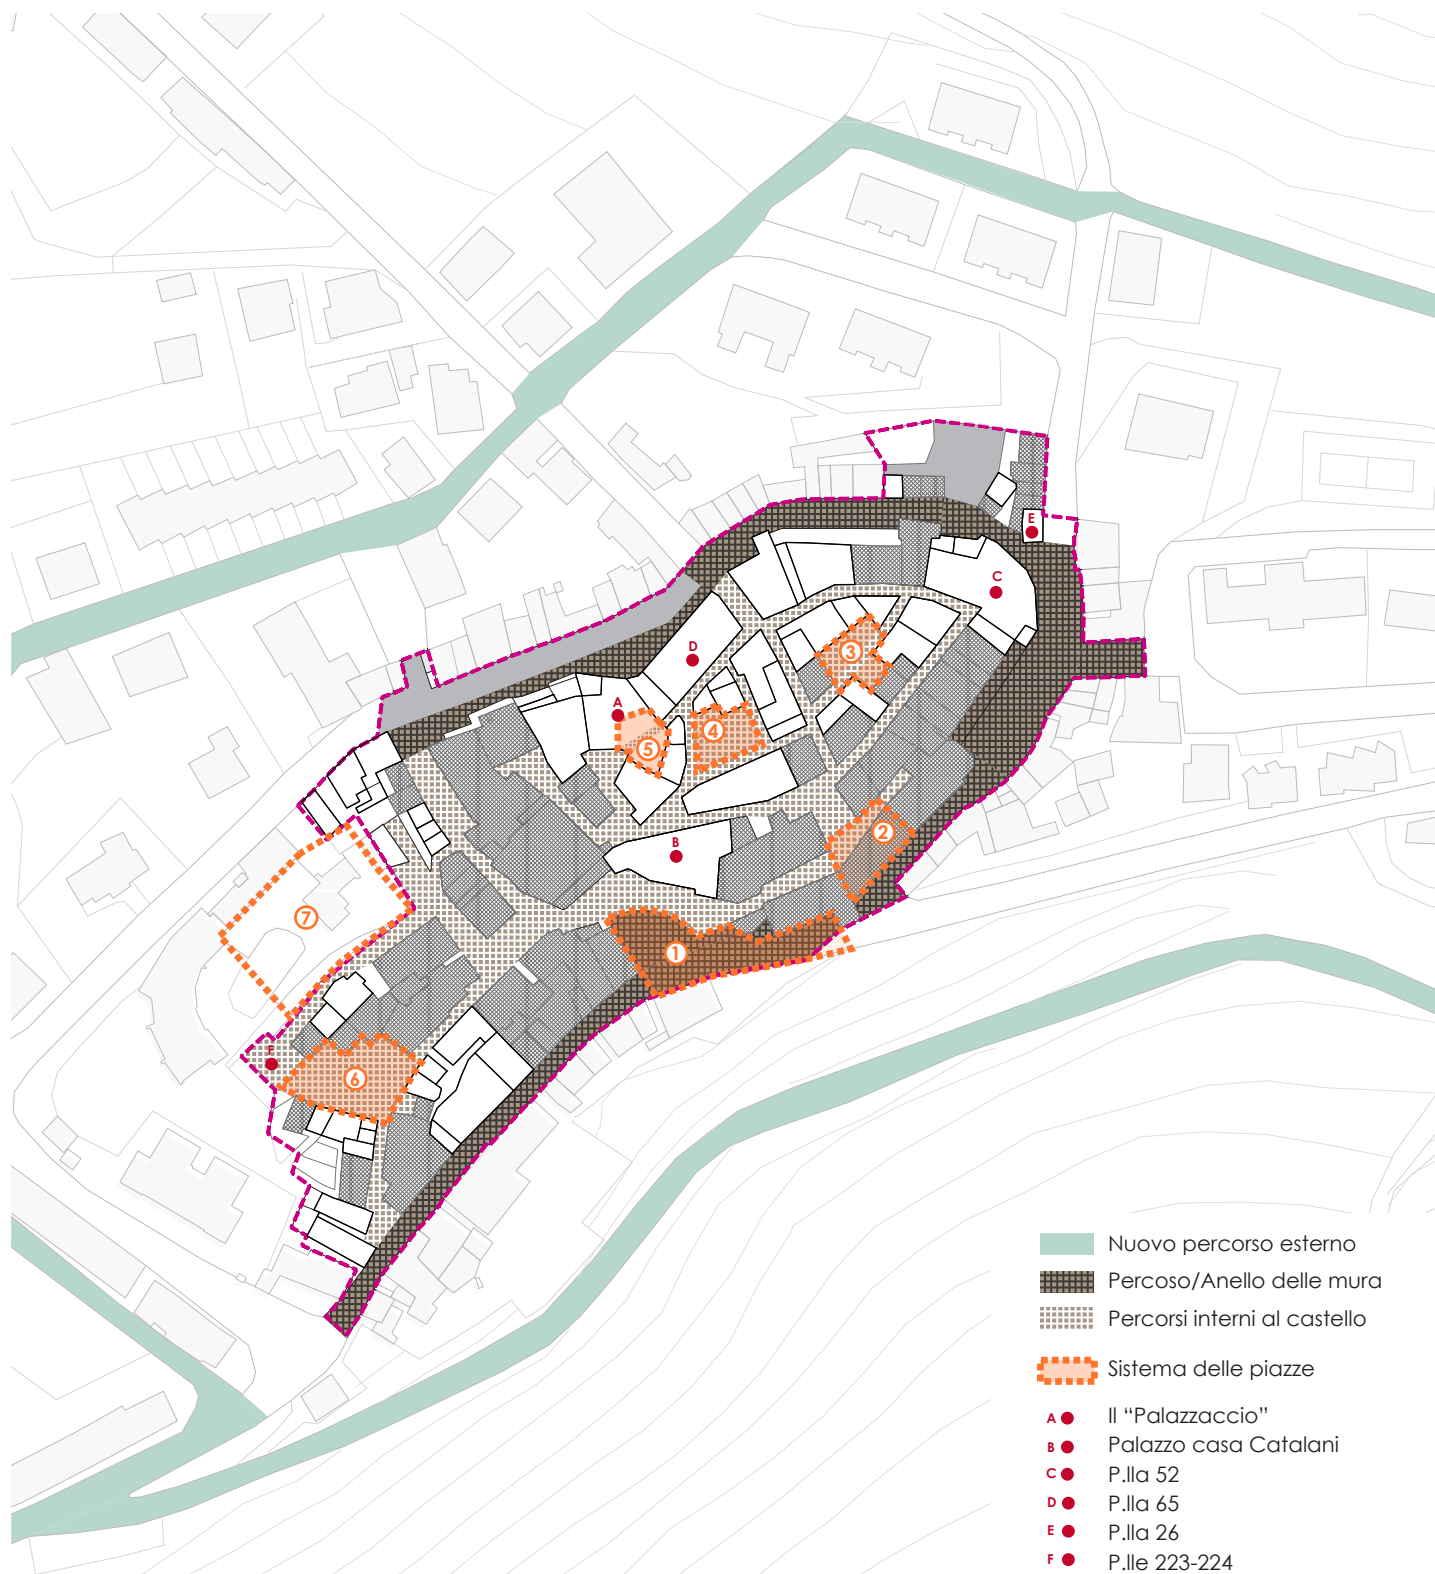 E
C
D
3
A
4
5
2
B
7
1
F
6
Nuovo percorso esterno
Percoso/Anello delle mura
Percorsi interni al castello
Sistema delle piazze
A Il “Palazzaccio”
B Palazzo casa Catalani
C P.lla 52
D P.lla 65
E P.lla 26
F P.lle 223-224